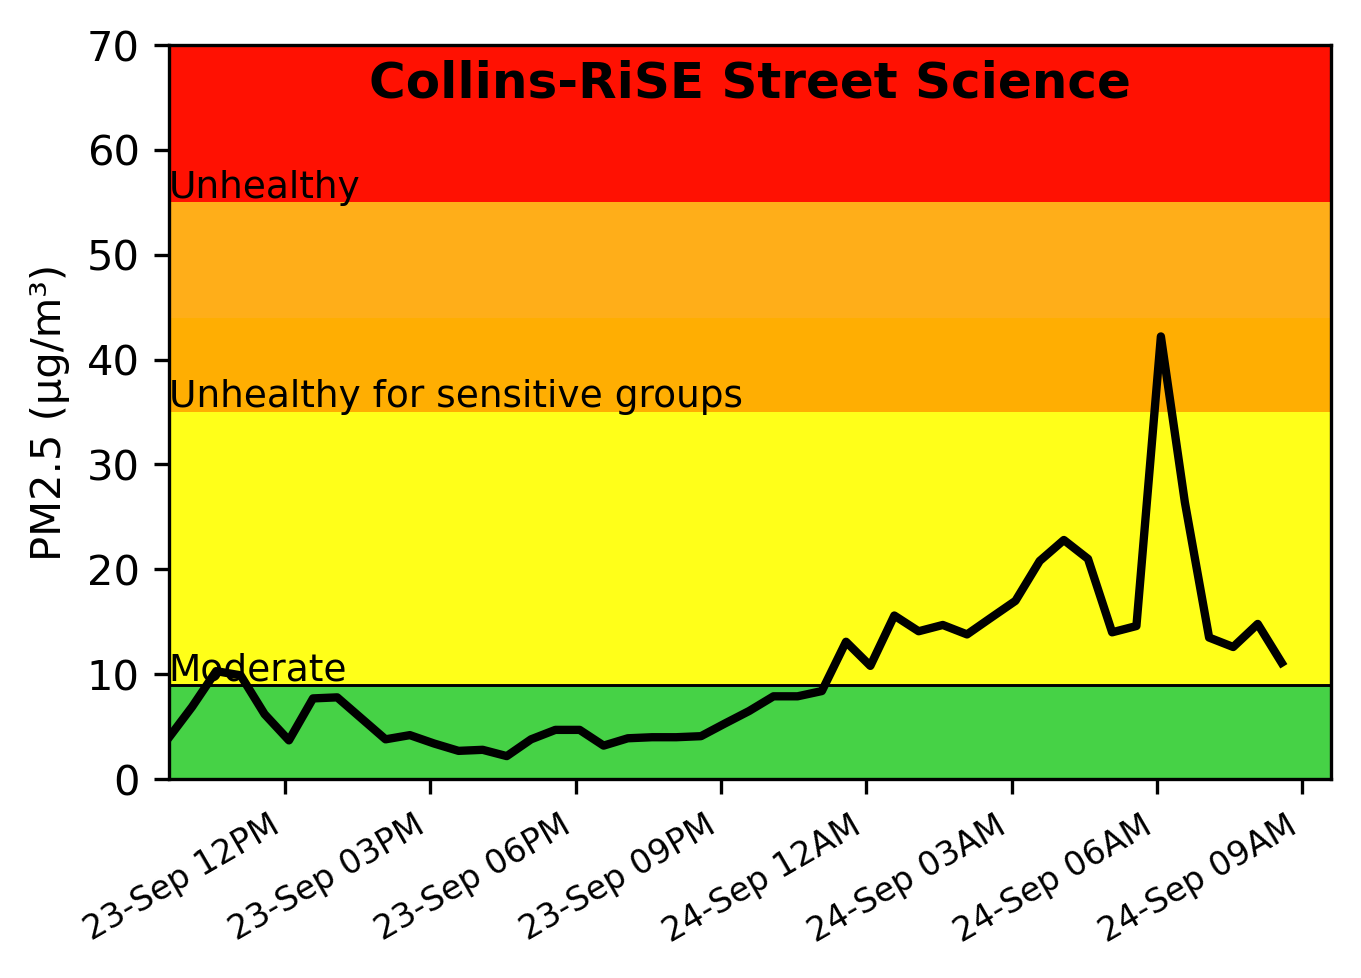 Collins-RiSE Street Science
70
60
Unhealthy
50
40
Unhealthy for sensitive groups
30
20
Moderate
10
0
PM2.5 (µg/m³)
23-Sep 12PM
23-Sep 03PM
23-Sep 06PM
23-Sep 09PM
24-Sep 12AM
24-Sep 03AM
24-Sep 06AM
24-Sep 09AM